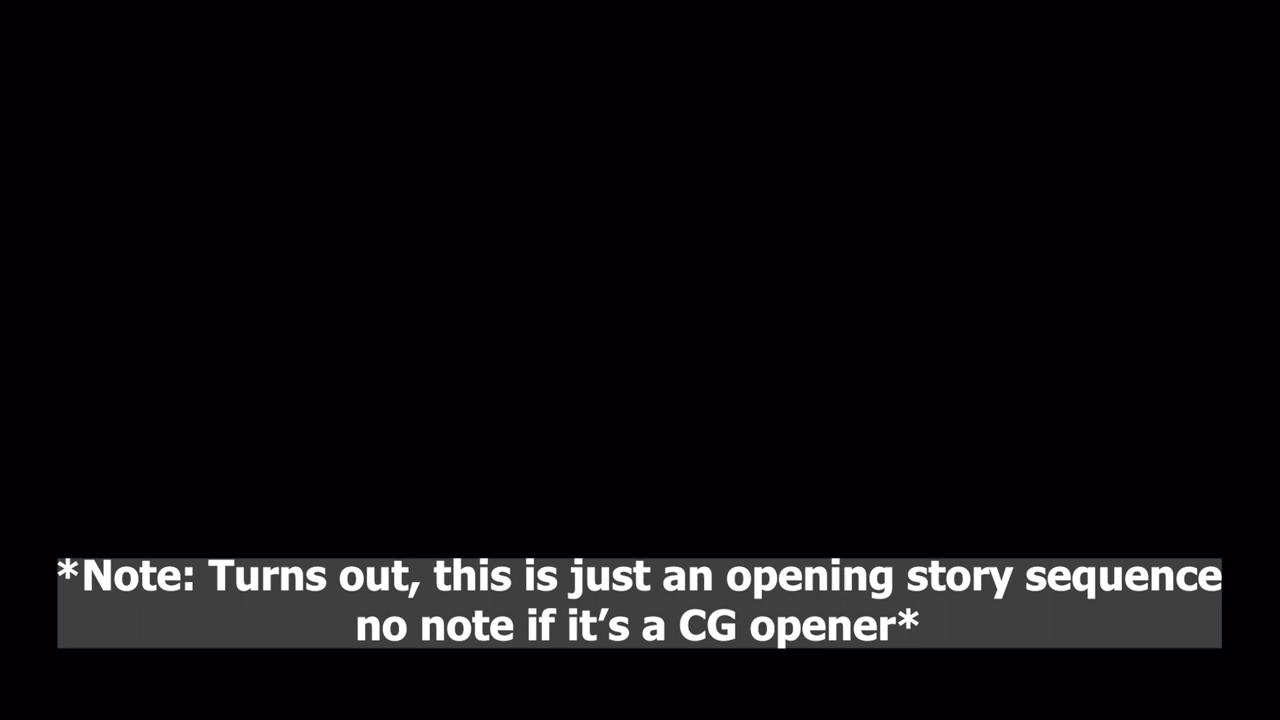 *Note: Turns out, this is just an opening story sequence
no note if it’s a CG opener*